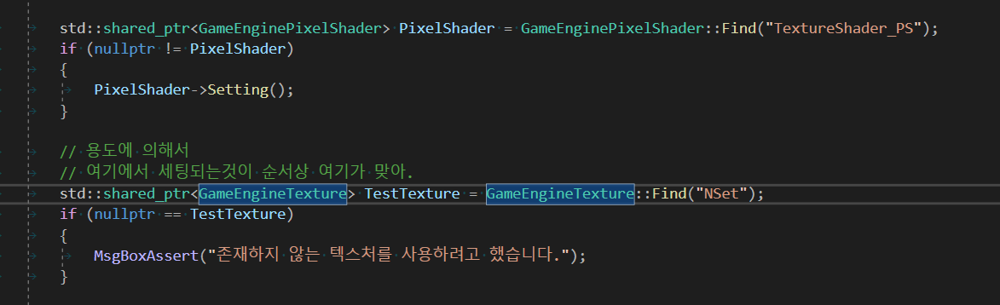 std::shared_ptr<GameEnginePixelShader> PixelShader = GameEnginePixelShader::Find("TextureShader_PS");
if (nullptr != PixelShader)
{
PixelShader->Setting();
}
// 용도에 의해서
// 여기에서 세팅되는것이 순서상 여기가 맞아.
std::shared_ptr<GameEngineTexture> TestTexture = GameEngineTexture::Find("NSet");
if (nullptr == TestTexture)
{
MsgBoxAssert("존재하지 않는 텍스처를 사용하려고 했습니다.");
}